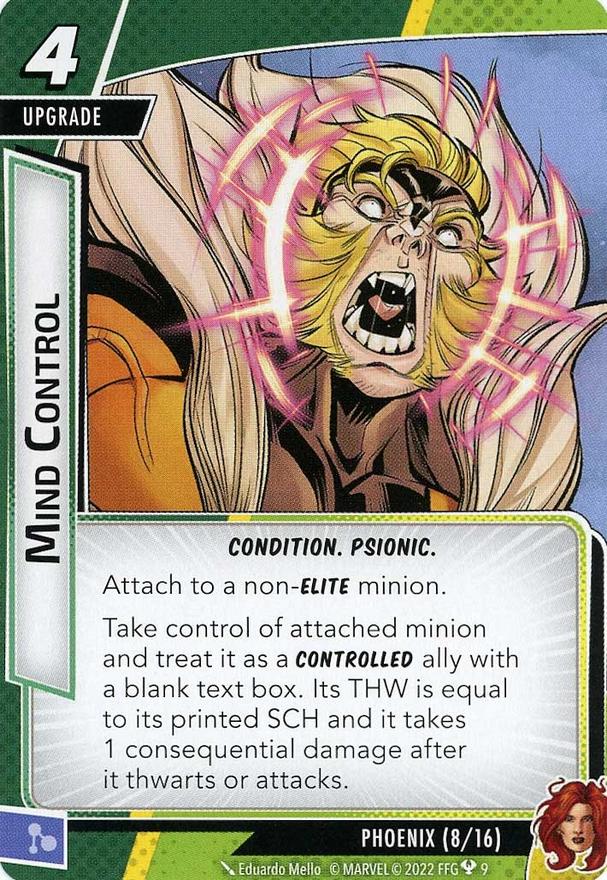 4
UPGRADE
MIND CONTROL
CONDITION. PSIONIC.
Attach to a non-ELITE minion.
Take control of attached minion
and treat it as a CONTROLLED ally with
a blank text box. Its THW is equal
to its printed SCH and it takes
1 consequential damage after
it thwarts or attacks.
PHOENIX (8/16)
Eduardo Mello © MARVEL © 2022 FFG 9